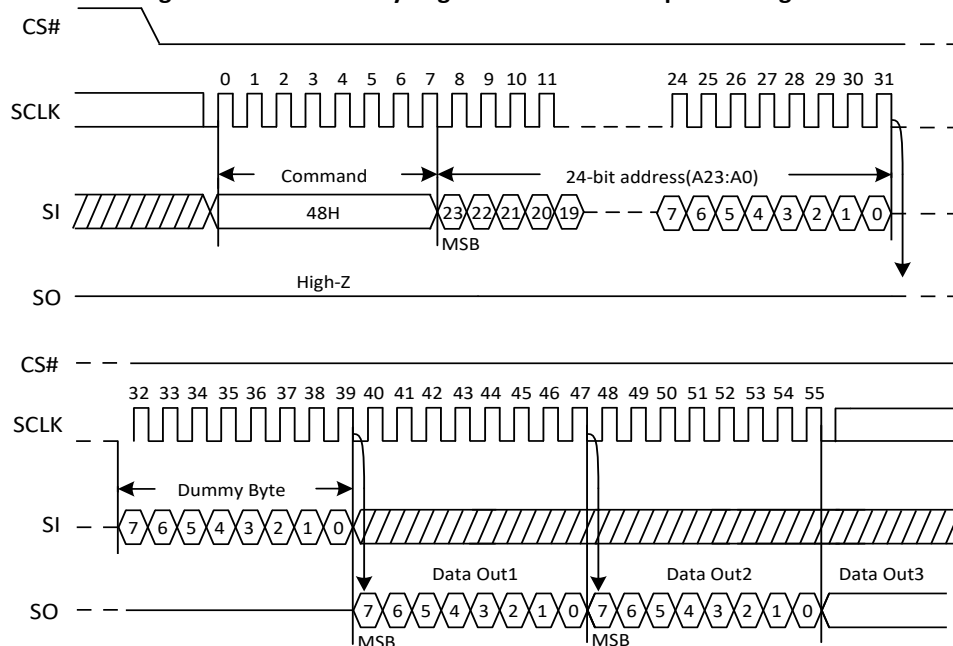 CS#
0 1 2 3 4 5 6 7 8 9 10 11 24 25 26 27 28 29 30 31
SCLK
Command 24-bit address(A23:A0)
SI 48H 23 22 21 20 19 7 6 5 4 3 2 1 0
MSB
High-Z
SO
CS#
32 33 34 35 36 37 38 39 40 41 42 43 44 45 46 47 48 49 50 51 52 53 54 55
SCLK
Dummy Byte
SI 7 6 5 4 3 2 1 0
Data Out1 Data Out2 Data Out3
SO 7 6 5 4 3 2 1 0 7 6 5 4 3 2 1 0
MSB MSB